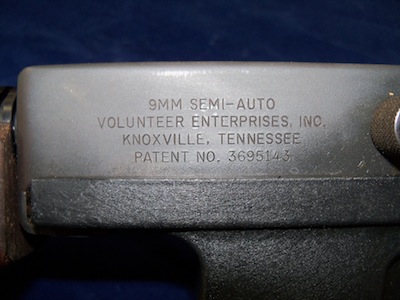 9MM SEMI-AUTO
VOLUNTEER ENTERPRISES, INC.
KNOXVILLE, TENNESSEE
PATENT NO. 3695143